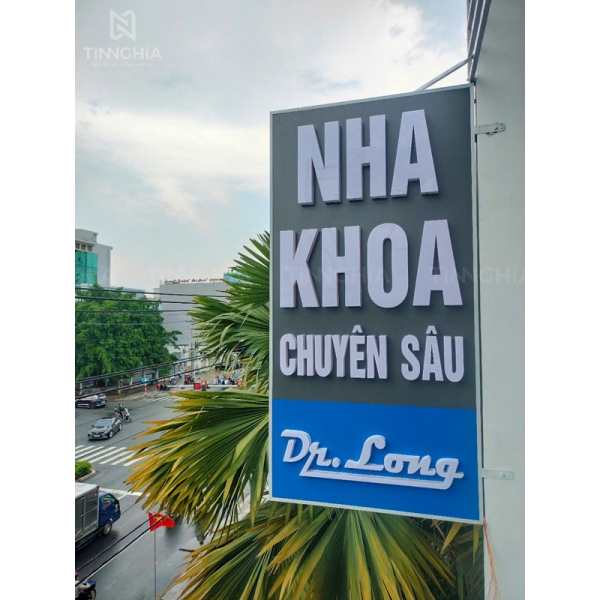 TINNGHIA
NHA
KHOA
CHUYÊN SÂU
Dr. Long